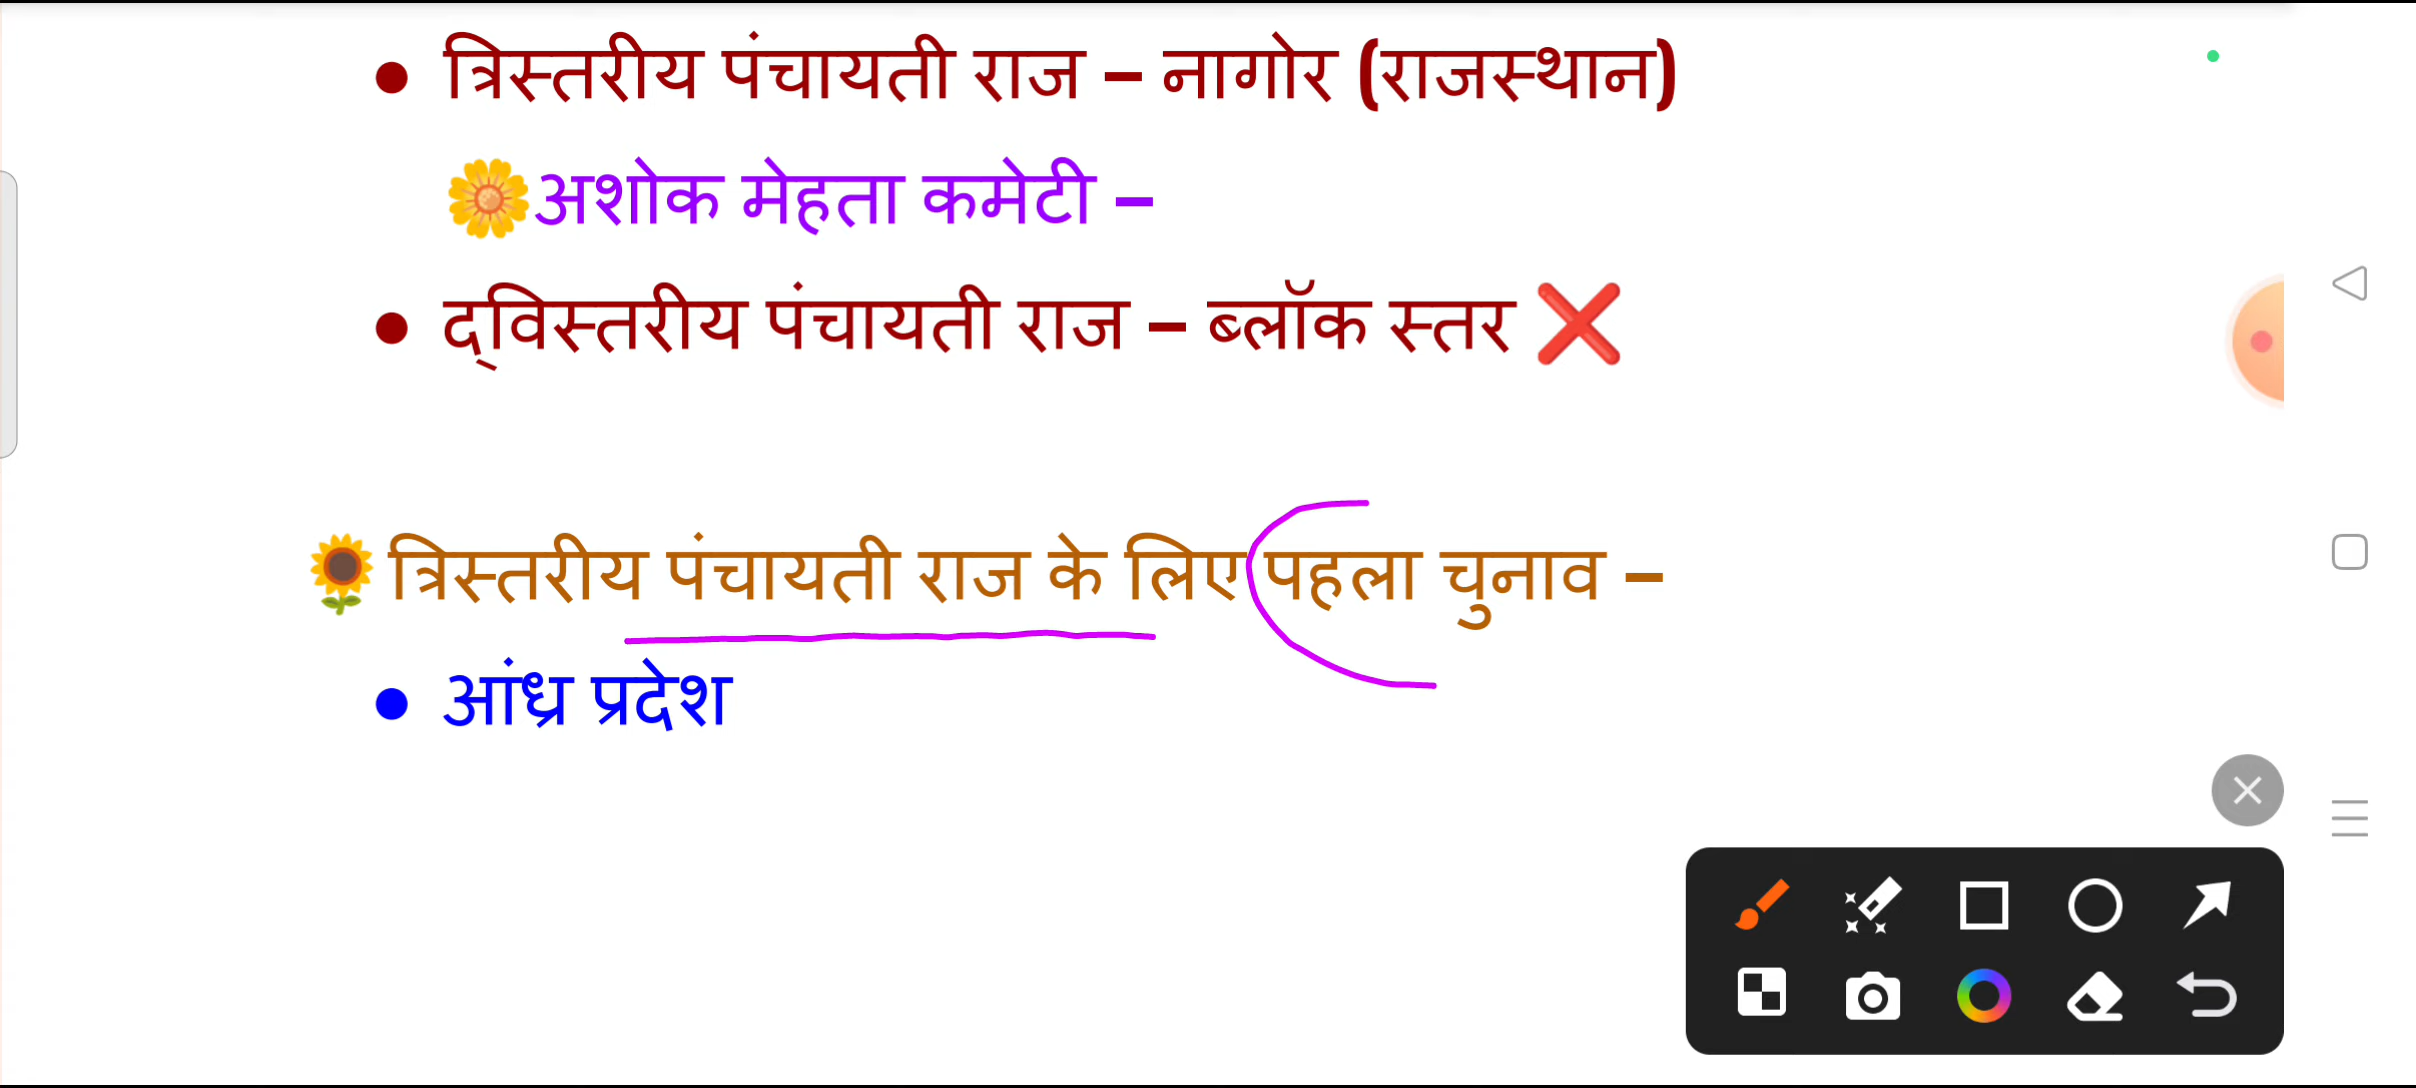 • त्रिस्तरीय पंचायती राज – नागोर (राजस्थान)
🌼अशोक मेहता कमेटी –
• द्विस्तरीय पंचायती राज – ब्लॉक स्तर ❌
🌻त्रिस्तरीय पंचायती राज के लिए पहला चुनाव –
• आंध्र प्रदेश